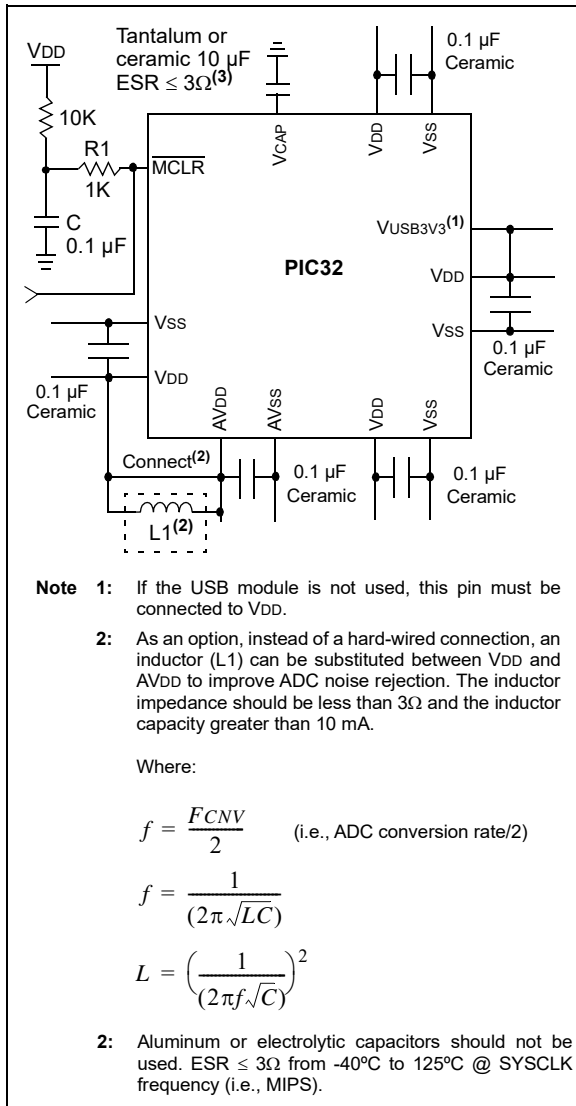 VDD
Tantalum or
ceramic 10 µF
ESR ≤ 3Ω(3)
0.1 µF
Ceramic
10K
R1
1K
MCLR
VCAP
VDD
VSS
C
0.1 µF
VUSB3V3(1)
PIC32
VDD
VSS
VSS
0.1 µF
Ceramic
VDD
0.1 µF
Ceramic
AVDD
AVSS
VDD
VSS
Connect(2)
0.1 µF
Ceramic
0.1 µF
Ceramic
L1(2)
Note 1: If the USB module is not used, this pin must be
connected to VDD.
2: As an option, instead of a hard-wired connection, an
inductor (L1) can be substituted between VDD and
AVDD to improve ADC noise rejection. The inductor
impedance should be less than 3Ω and the inductor
capacity greater than 10 mA.
Where:
f = FCNV / 2 (i.e., ADC conversion rate/2)
f = 1 / (2π√LC)
L = (1 / (2πf√C))²
2: Aluminum or electrolytic capacitors should not be
used. ESR ≤ 3Ω from -40ºC to 125ºC @ SYSCLK
frequency (i.e., MIPS).